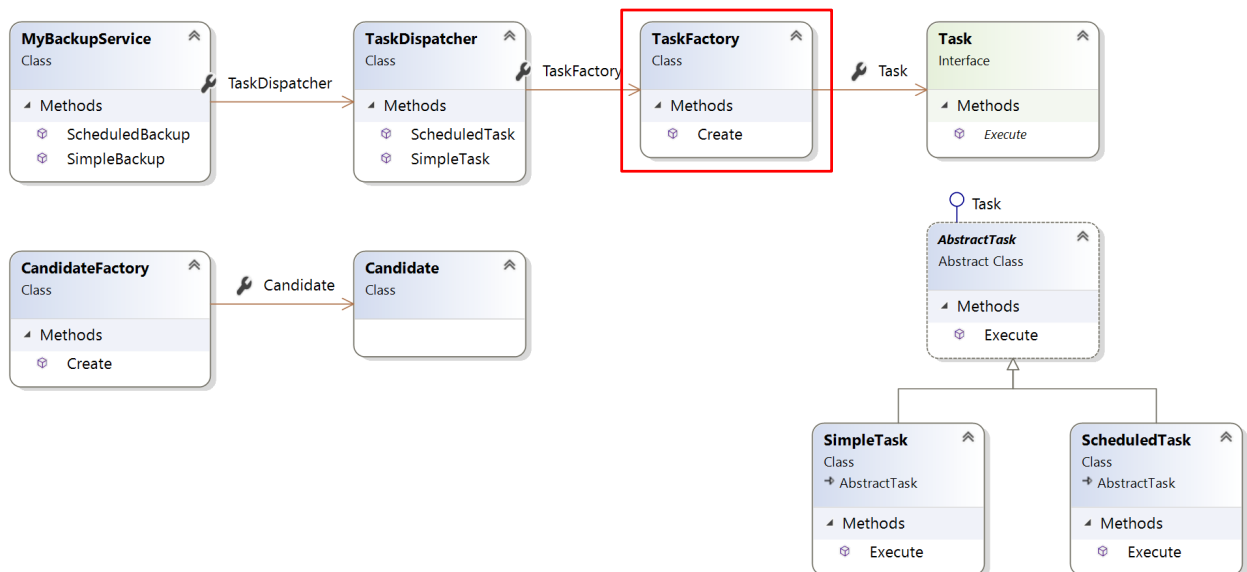 MyBackupService
Class
Methods
ScheduledBackup
SimpleBackup
TaskDispatcher
TaskDispatcher
Class
Methods
ScheduledTask
SimpleTask
TaskFactory
TaskFactory
Class
Methods
Create
Task
Task
Interface
Methods
Execute
CandidateFactory
Class
Methods
Create
Candidate
Candidate
Class
Task
AbstractTask
Abstract Class
Methods
Execute
SimpleTask
Class
AbstractTask
Methods
Execute
ScheduledTask
Class
AbstractTask
Methods
Execute